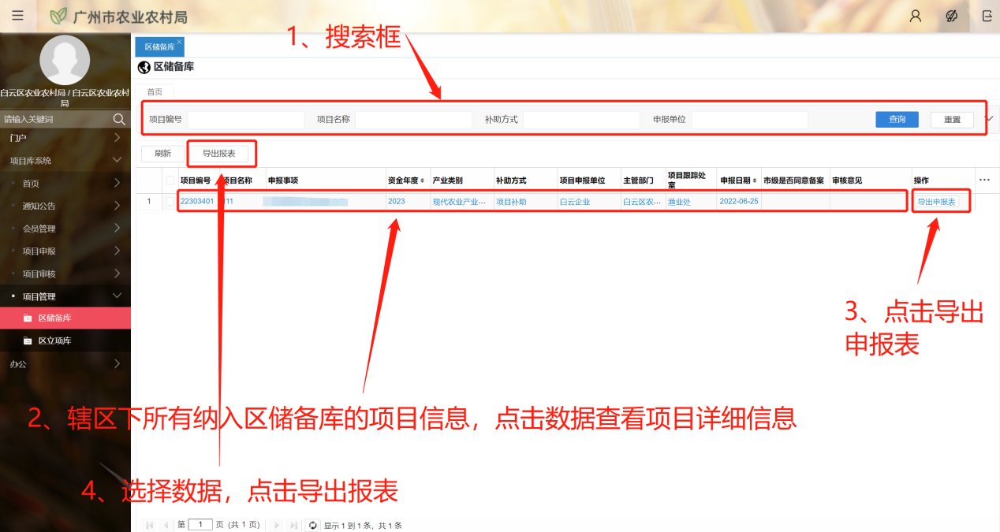 广州市农业农村局
1、搜索框
区储备库
白云区农业农村局 / 白云区农业农村
局
请输入关键词
门户
项目库系统
首页
通知公告
会员管理
项目申报
项目审核
项目管理
区储备库
区立项库
办公
区储备库
首页
项目编号 项目名称 补助方式 申报单位 查询 重置
刷新 导出报表
项目编号 项目名称 申报事项 资金年度 产业类别 补助方式 项目申报单位 主管部门 项目跟踪处室 申报日期 市级是否同意备案 审核意见 操作
1 22303401 111 2023 现代农业产业... 项目补助 白云企业 白云区农... 渔业处 2022-06-25 导出申报表
3、点击导出
申报表
2、辖区下所有纳入区储备库的项目信息，点击数据查看项目详细信息
4、选择数据，点击导出报表
第 1 页 (共 1 页) 显示 1 到 1 条, 共 1 条